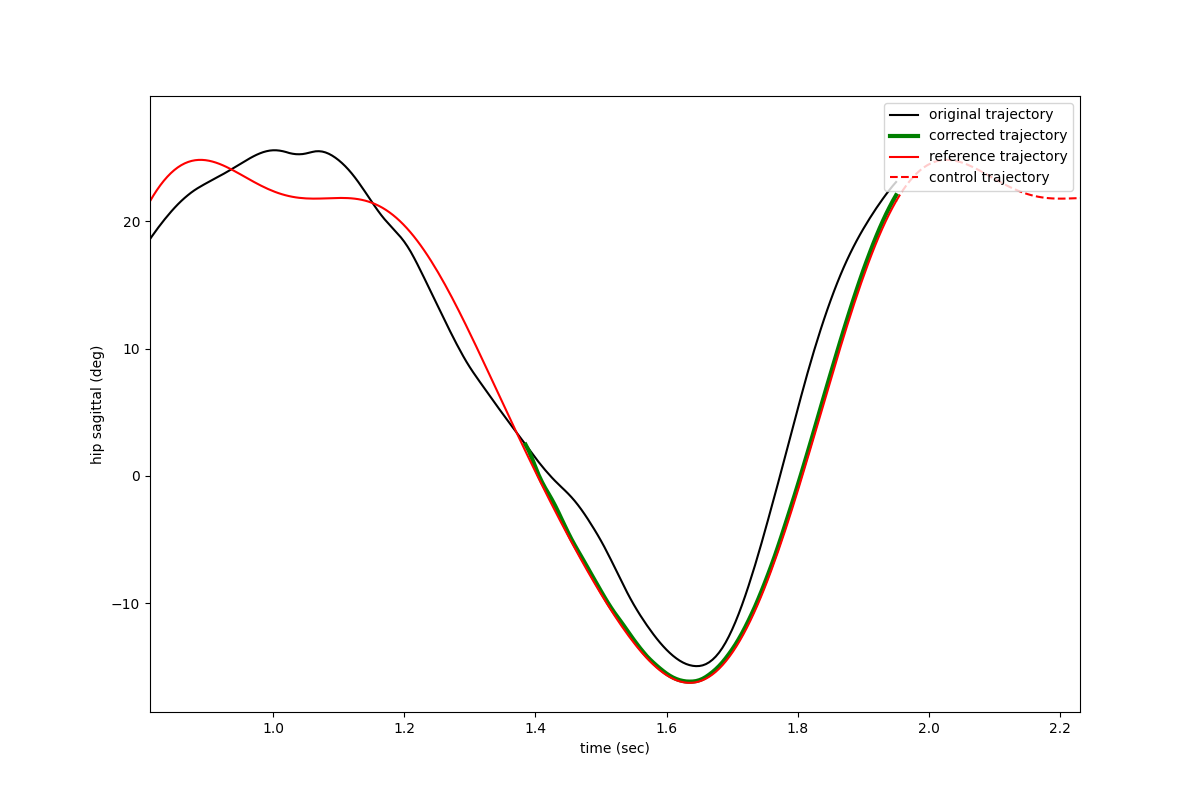 original trajectory
corrected trajectory
reference trajectory
control trajectory
20
10
0
−10
hip sagittal (deg)
1.0 1.2 1.4 1.6 1.8 2.0 2.2
time (sec)